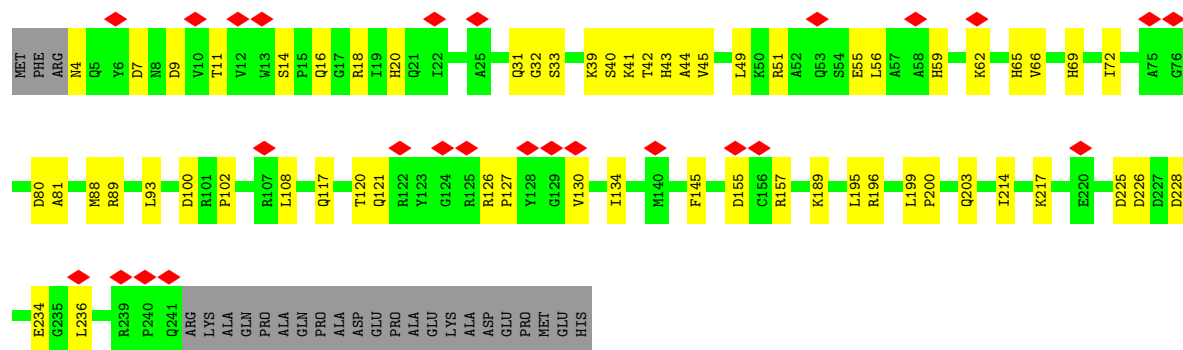 MET PHE ARG N4 Q5 Y6 D7 N8 D9 V10 T11 V12 W13 S14 P15 Q16 G17 R18 I19 H20 Q21 I22 A25 Q31 G32 S33 K39 S40 K41 T42 H43 A44 V45 L49 K50 R51 A52 Q53 S54 E55 L56 A57 A58 H59 K62 H65 V66 H69 I72 A75 G76
D80 A81 M88 R89 L93 D100 R101 P102 R107 L108 Q117 T120 Q121 R122 Y123 G124 R125 R126 P127 Y128 G129 V130 I134 M140 F145 D155 C156 R157 K189 L195 R196 L199 P200 Q203 I214 K217 E220 D225 D226 D227 D228
E234 G235 L236 R239 P240 Q241 ARG LYS ALA GLN PRO ALA GLN PRO ALA ASP GLU PRO ALA GLU LYS ALA ASP GLU PRO MET GLU HIS